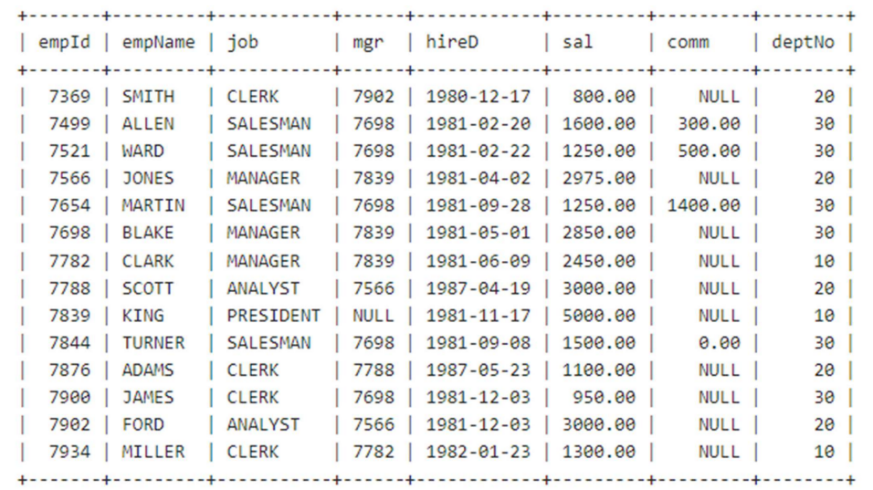 +-------+---------+-----------+------+------------+---------+---------+--------+
| empId | empName | job       | mgr  | hireD      | sal     | comm    | deptNo |
+-------+---------+-----------+------+------------+---------+---------+--------+
|  7369 | SMITH   | CLERK     | 7902 | 1980-12-17 |  800.00 |    NULL |     20 |
|  7499 | ALLEN   | SALESMAN  | 7698 | 1981-02-20 | 1600.00 |  300.00 |     30 |
|  7521 | WARD    | SALESMAN  | 7698 | 1981-02-22 | 1250.00 |  500.00 |     30 |
|  7566 | JONES   | MANAGER   | 7839 | 1981-04-02 | 2975.00 |    NULL |     20 |
|  7654 | MARTIN  | SALESMAN  | 7698 | 1981-09-28 | 1250.00 | 1400.00 |     30 |
|  7698 | BLAKE   | MANAGER   | 7839 | 1981-05-01 | 2850.00 |    NULL |     30 |
|  7782 | CLARK   | MANAGER   | 7839 | 1981-06-09 | 2450.00 |    NULL |     10 |
|  7788 | SCOTT   | ANALYST   | 7566 | 1987-04-19 | 3000.00 |    NULL |     20 |
|  7839 | KING    | PRESIDENT | NULL | 1981-11-17 | 5000.00 |    NULL |     10 |
|  7844 | TURNER  | SALESMAN  | 7698 | 1981-09-08 | 1500.00 |    0.00 |     30 |
|  7876 | ADAMS   | CLERK     | 7788 | 1987-05-23 | 1100.00 |    NULL |     20 |
|  7900 | JAMES   | CLERK     | 7698 | 1981-12-03 |  950.00 |    NULL |     30 |
|  7902 | FORD    | ANALYST   | 7566 | 1981-12-03 | 3000.00 |    NULL |     20 |
|  7934 | MILLER  | CLERK     | 7782 | 1982-01-23 | 1300.00 |    NULL |     10 |
+-------+---------+-----------+------+------------+---------+---------+--------+